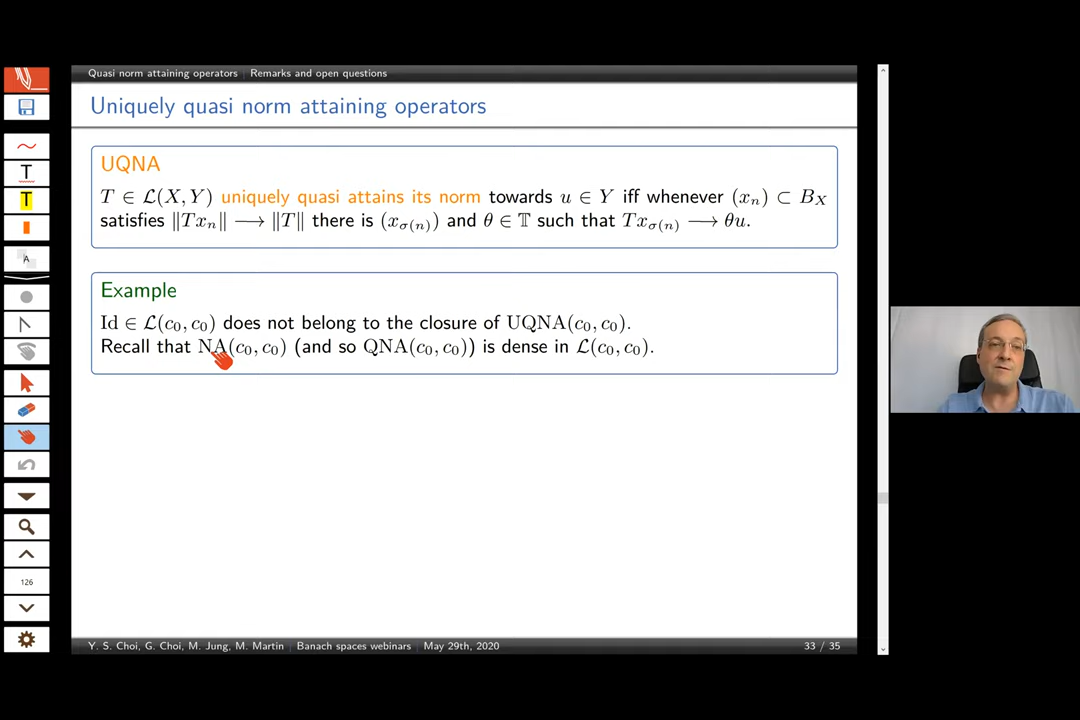 Quasi norm attaining operators | Remarks and open questions
Uniquely quasi norm attaining operators
UQNA
T ∈ ℒ(X, Y) uniquely quasi attains its norm towards u ∈ Y iff whenever (xₙ) ⊂ B_X
satisfies ‖Txₙ‖ ⟶ ‖T‖ there is (x_{σ(n)}) and θ ∈ 𝕋 such that Tx_{σ(n)} ⟶ θu.
Example
Id ∈ ℒ(c₀, c₀) does not belong to the closure of UQNA(c₀, c₀).
Recall that NA(c₀, c₀) (and so QNA(c₀, c₀)) is dense in ℒ(c₀, c₀).
T
T
A
126
Y. S. Choi, G. Choi, M. Jung, M. Martin | Banach spaces webinars | May 29th, 2020 33 / 35